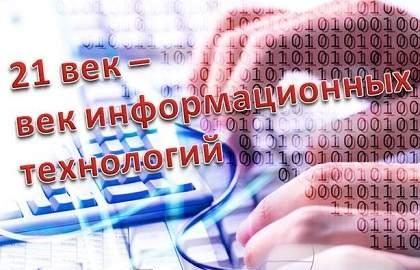 21 век –
век информационных
технологий